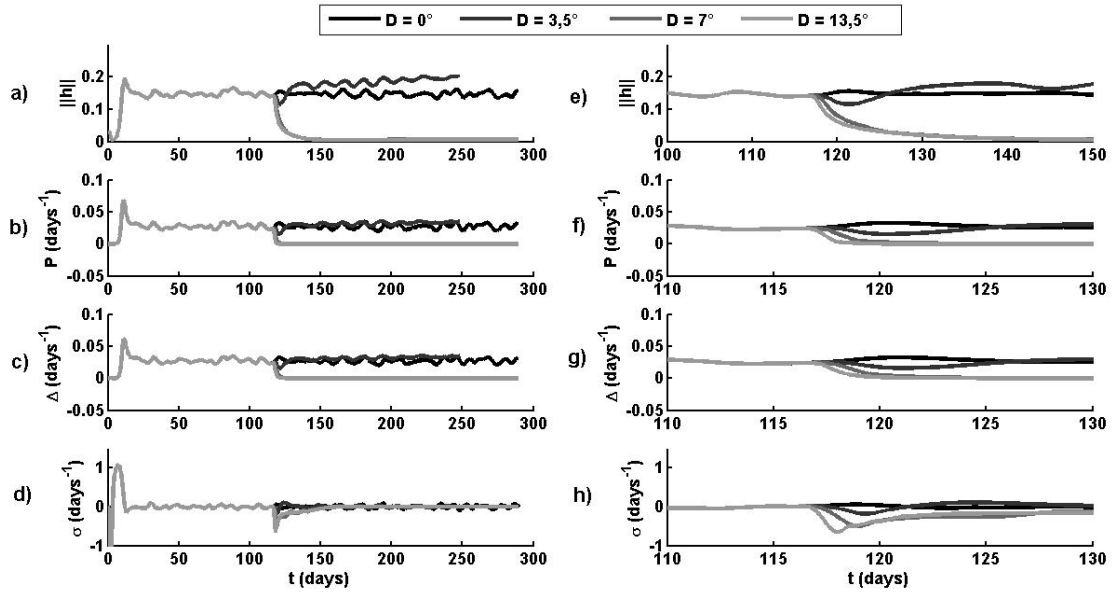 D = 0° D = 3,5° D = 7° D = 13,5°
a)
||h||
0.2
0.1
0
0 50 100 150 200 250 300
e)
||h||
0.2
0.1
0
100 110 120 130 140 150
b)
P (days-1)
0.1
0.05
0
-0.05
0 50 100 150 200 250 300
f)
P (days-1)
0.1
0.05
0
-0.05
110 115 120 125 130
c)
Δ (days-1)
0.1
0.05
0
-0.05
0 50 100 150 200 250 300
g)
Δ (days-1)
0.1
0.05
0
-0.05
110 115 120 125 130
d)
σ (days-1)
1
0
-1
0 50 100 150 200 250 300
t (days)
h)
σ (days-1)
1
0
-1
110 115 120 125 130
t (days)